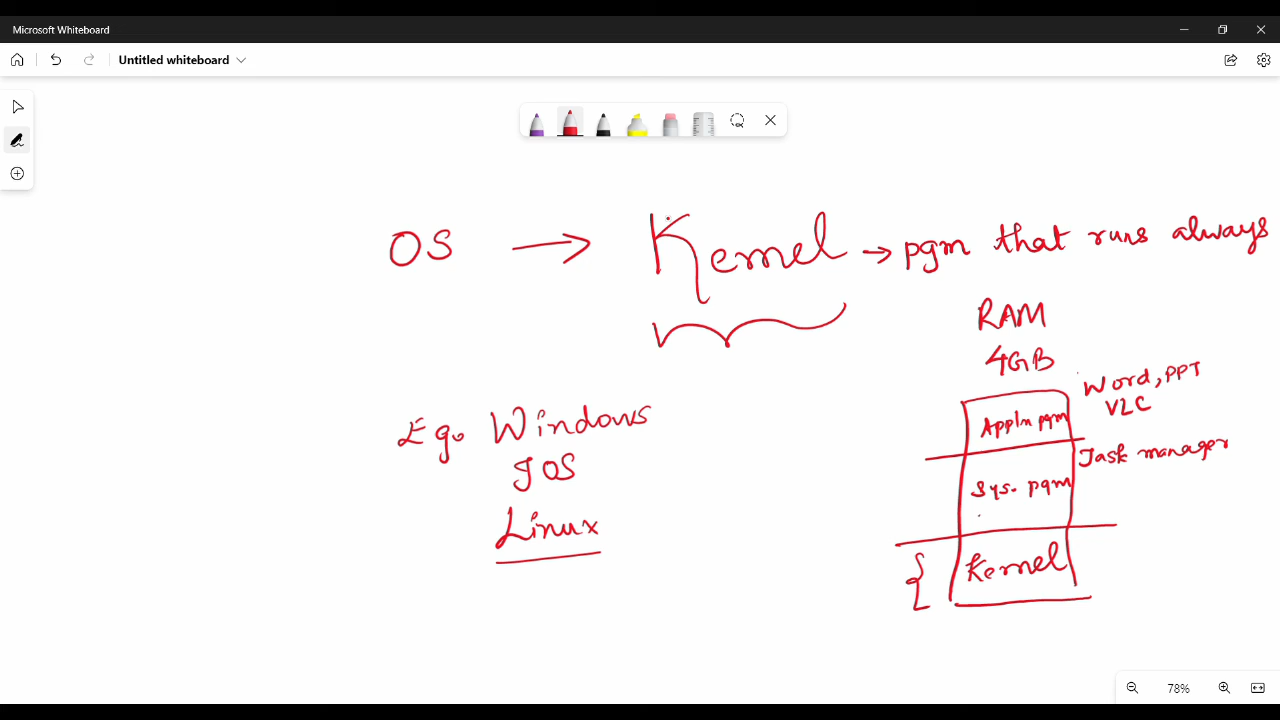 Microsoft Whiteboard
Untitled whiteboard
OS → Kernel → pgm that runs always
RAM
4GB
Word, PPT
VLC
Appln pgm
Task manager
Sys. pgm
Kernel
Eg. Windows
IOS
Linux
78%